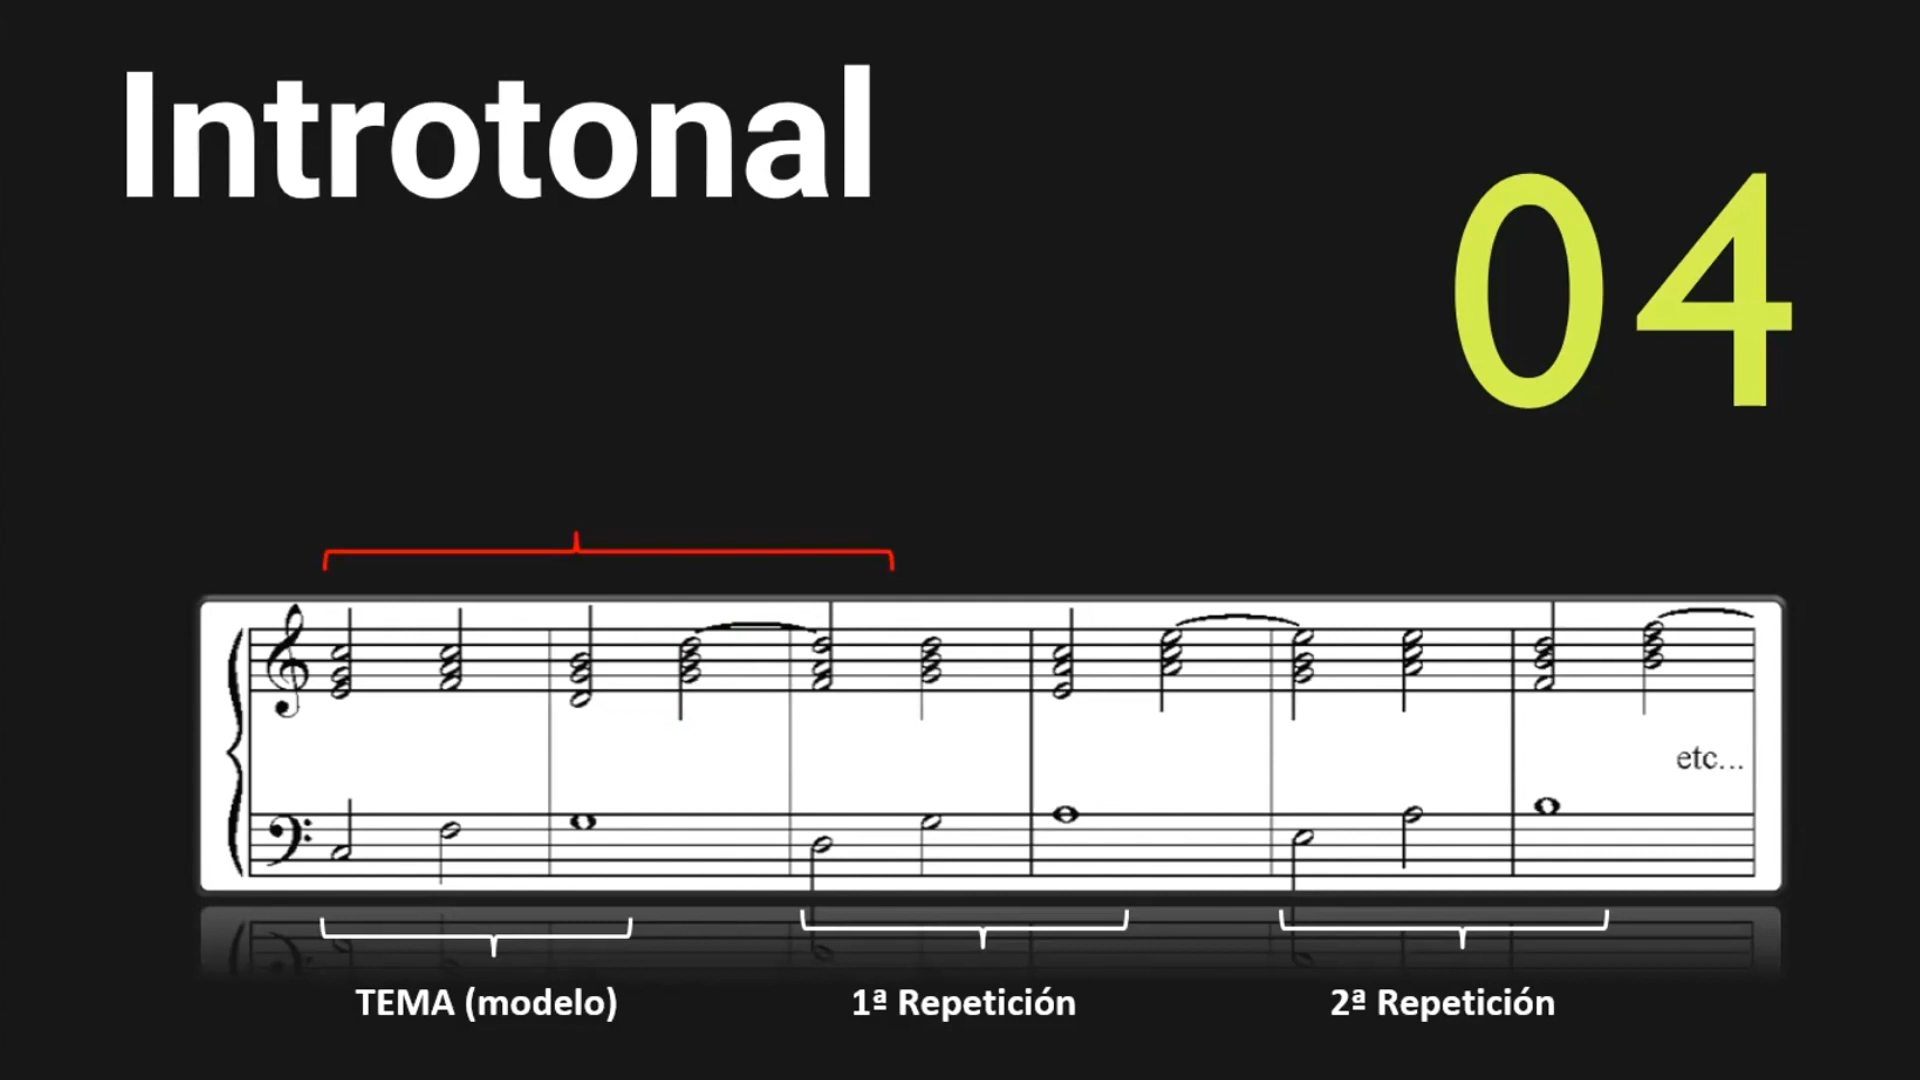 Introtonal
04
etc...
TEMA (modelo)
1ª Repetición
2ª Repetición